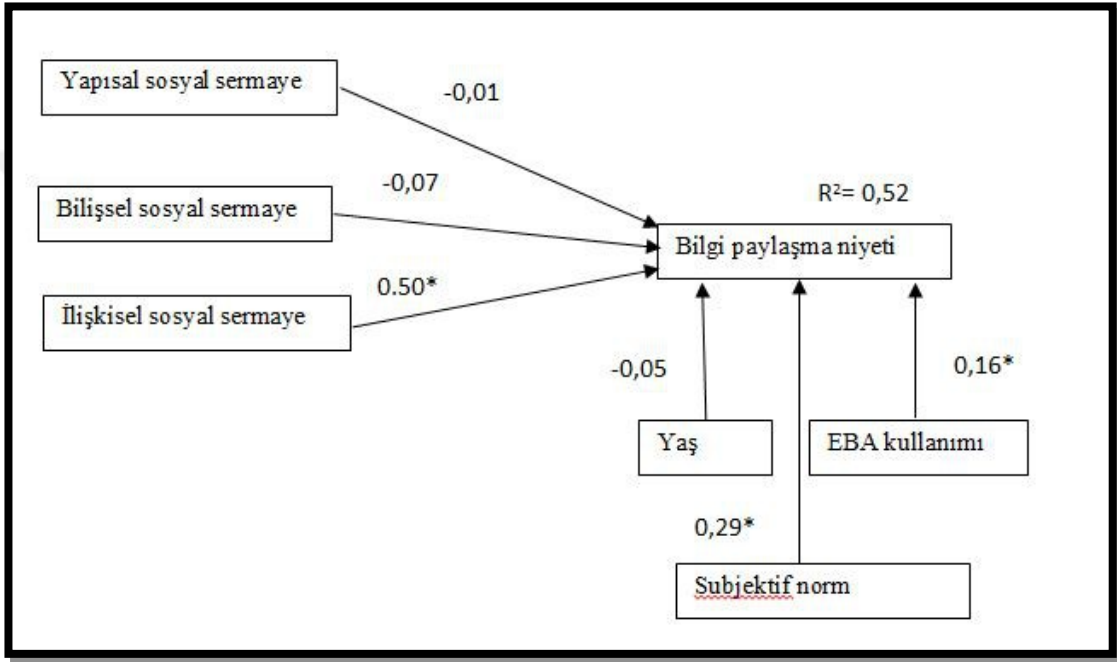 Yapısal sosyal sermaye
-0,01
Bilişsel sosyal sermaye
-0,07
R²= 0,52
Bilgi paylaşma niyeti
İlişkisel sosyal sermaye
0.50*
-0,05
0,16*
Yaş
EBA kullanımı
0,29*
Subjektif norm